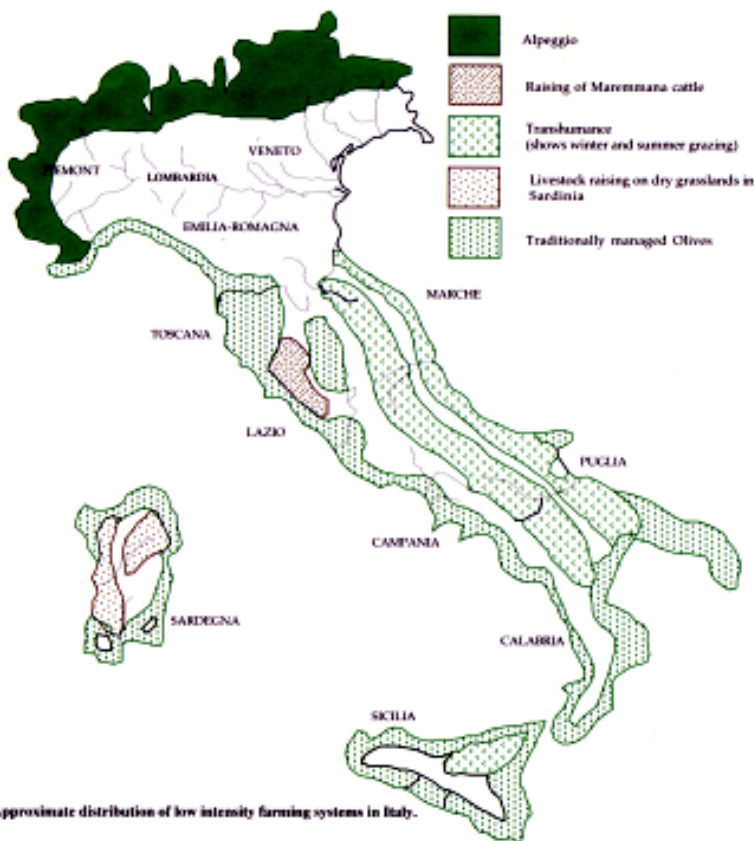 Alpeggio
Raising of Maremmana cattle
Transhumance
(shows winter and summer grazing)
Livestock raising on dry grasslands in
Sardinia
Traditionally managed Olives
VENETO
PIEMONT
LOMBARDIA
EMILIA-ROMAGNA
MARCHE
TOSCANA
LAZIO
PUGLIA
CAMPANIA
SARDEGNA
CALABRIA
SICILIA
pproximate distribution of low intensity farming systems in Italy.